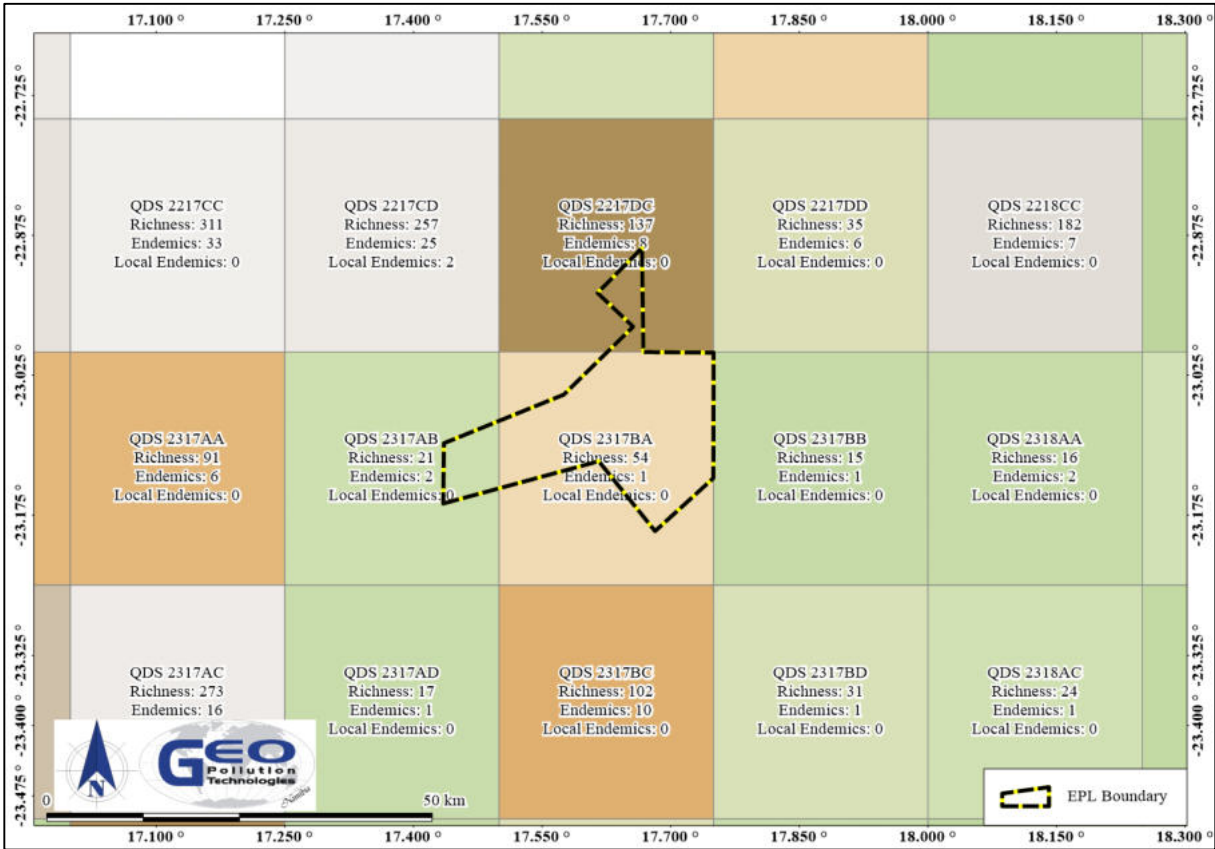 17.100 °
17.250 °
17.400 °
17.550 °
17.700 °
17.850 °
18.000 °
18.150 °
18.300 °
-22.725 °
-22.725 °
QDS 2217CC
Richness: 311
Endemics: 33
Local Endemics: 0
QDS 2217CD
Richness: 257
Endemics: 25
Local Endemics: 2
QDS 2217DC
Richness: 137
Endemics: 8
Local Endemics: 0
QDS 2217DD
Richness: 35
Endemics: 6
Local Endemics: 0
QDS 2218CC
Richness: 182
Endemics: 7
Local Endemics: 0
-22.875 °
-22.875 °
-23.025 °
-23.025 °
QDS 2317AA
Richness: 91
Endemics: 6
Local Endemics: 0
QDS 2317AB
Richness: 21
Endemics: 2
Local Endemics: 0
QDS 2317BA
Richness: 54
Endemics: 1
Local Endemics: 0
QDS 2317BB
Richness: 15
Endemics: 1
Local Endemics: 0
QDS 2318AA
Richness: 16
Endemics: 2
Local Endemics: 0
-23.175 °
-23.175 °
-23.325 °
-23.325 °
QDS 2317AC
Richness: 273
Endemics: 16
QDS 2317AD
Richness: 17
Endemics: 1
Local Endemics: 0
QDS 2317BC
Richness: 102
Endemics: 10
Local Endemics: 0
QDS 2317BD
Richness: 31
Endemics: 1
Local Endemics: 0
QDS 2318AC
Richness: 24
Endemics: 1
Local Endemics: 0
-23.400 °
-23.400 °
N
GEO
Pollution
Technologies
Namibia
0
50 km
EPL Boundary
-23.475 °
-23.475 °
17.100 °
17.250 °
17.400 °
17.550 °
17.700 °
17.850 °
18.000 °
18.150 °
18.300 °